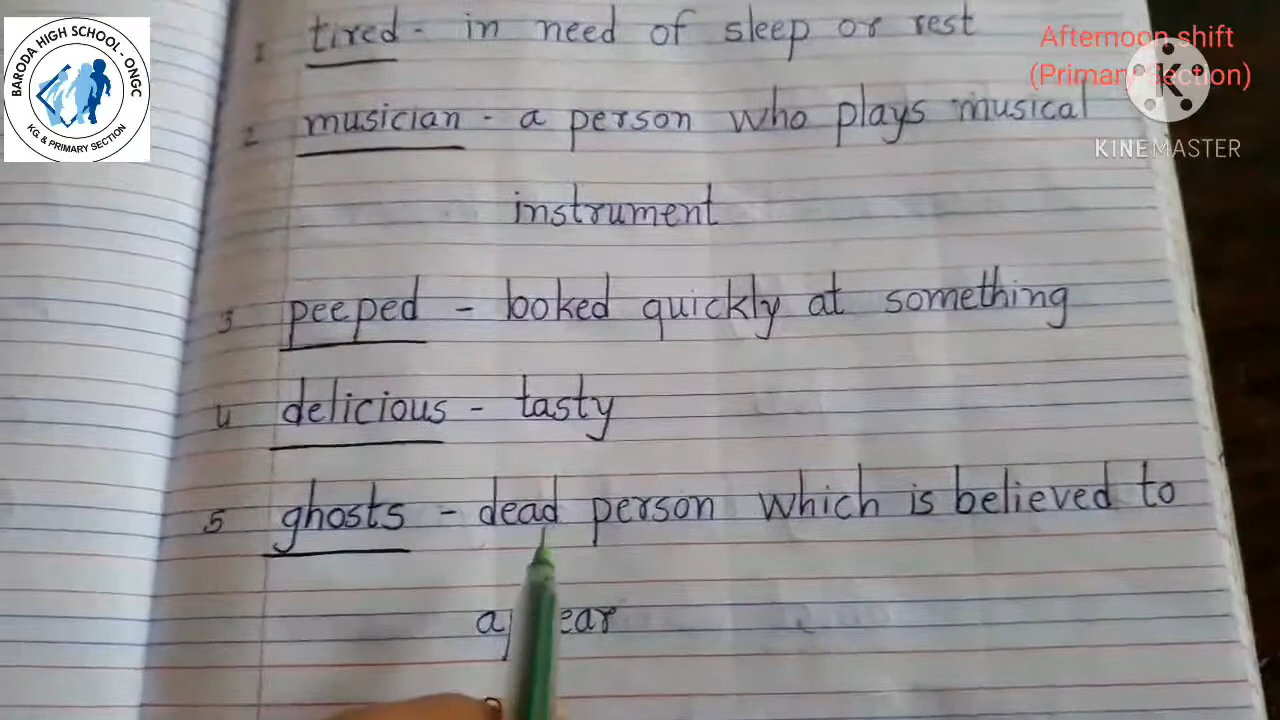 BARODA HIGH SCHOOL - ONGC
KG & PRIMARY SECTION
Afternoon shift
(Primary Section)
K
KINEMASTER
1 tired - in need of sleep or rest
2 musician - a person who plays musical
instrument
3 peeped - looked quickly at something
4 delicious - tasty
5 ghosts - dead person which is believed to